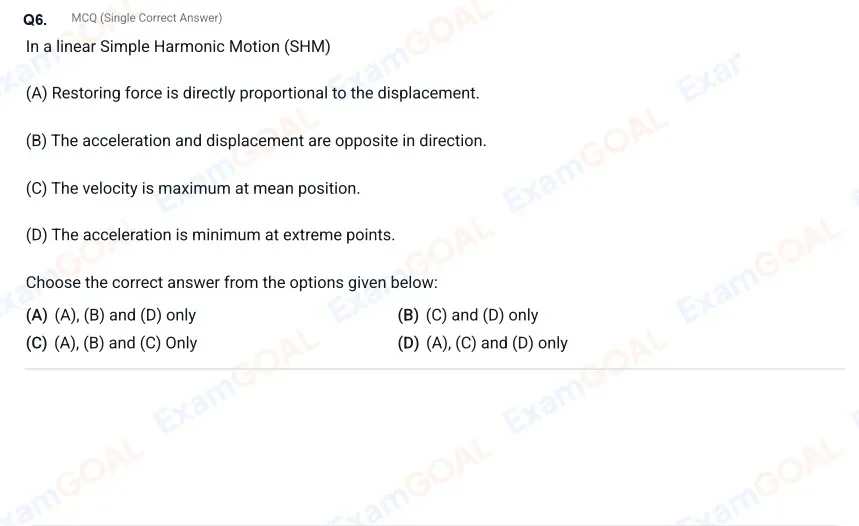 Q6. MCQ (Single Correct Answer)
In a linear Simple Harmonic Motion (SHM)
(A) Restoring force is directly proportional to the displacement.
(B) The acceleration and displacement are opposite in direction.
(C) The velocity is maximum at mean position.
(D) The acceleration is minimum at extreme points.
Choose the correct answer from the options given below:
(A) (A), (B) and (D) only (B) (C) and (D) only
(C) (A), (B) and (C) Only (D) (A), (C) and (D) only
ExamGOAL